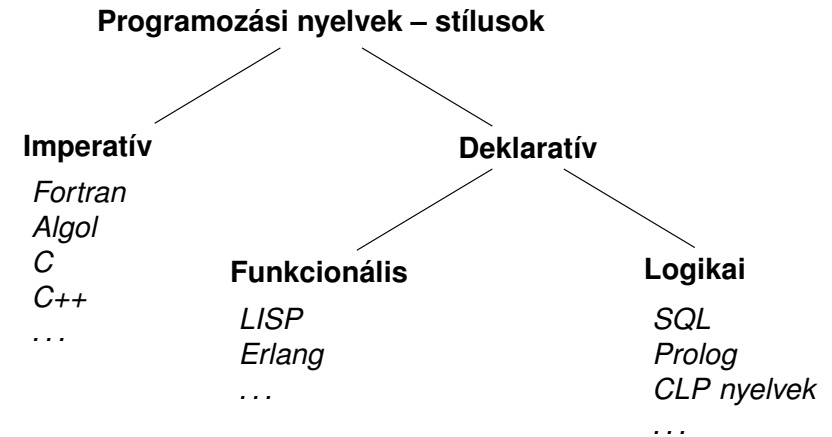 Programozási nyelvek – stílusok
Imperatív
Fortran
Algol
C
C++
. . .
Deklaratív
Funkcionális
LISP
Erlang
. . .
Logikai
SQL
Prolog
CLP nyelvek
. . .